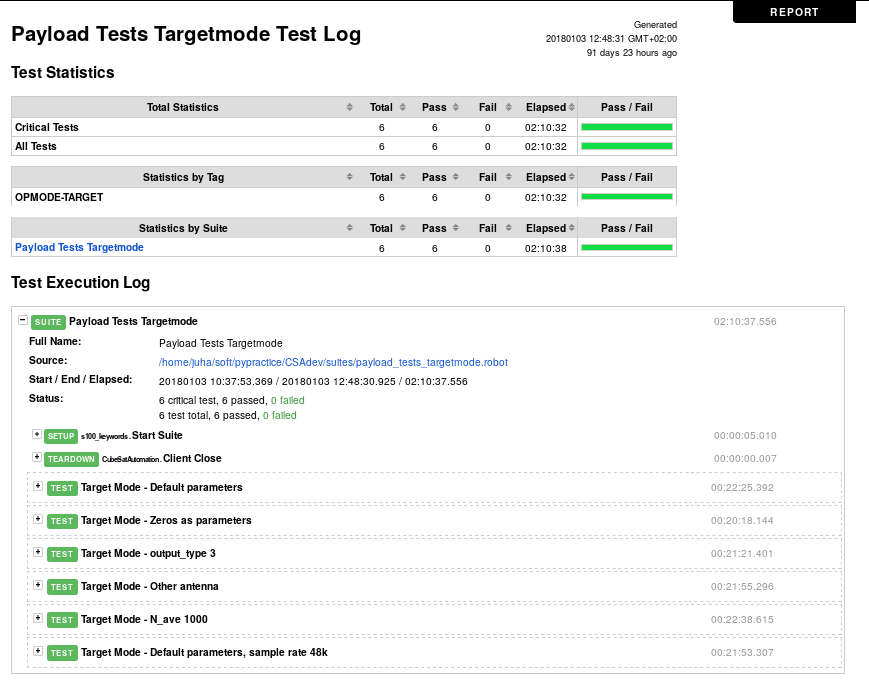 REPORT
Payload Tests Targetmode Test Log
Generated
20180103 12:48:31 GMT+02:00
91 days 23 hours ago
Test Statistics
Total Statistics Total Pass Fail Elapsed Pass / Fail
Critical Tests 6 6 0 02:10:32
All Tests 6 6 0 02:10:32
Statistics by Tag Total Pass Fail Elapsed Pass / Fail
OPMODE-TARGET 6 6 0 02:10:32
Statistics by Suite Total Pass Fail Elapsed Pass / Fail
Payload Tests Targetmode 6 6 0 02:10:38
Test Execution Log
− SUITE Payload Tests Targetmode 02:10:37.556
Full Name: Payload Tests Targetmode
Source: /home/juha/soft/pypractice/CSAdev/suites/payload_tests_targetmode.robot
Start / End / Elapsed: 20180103 10:37:53.369 / 20180103 12:48:30.925 / 02:10:37.556
Status: 6 critical test, 6 passed, 0 failed
6 test total, 6 passed, 0 failed
+ SETUP s100_keywords.Start Suite 00:00:05.010
+ TEARDOWN CubeSatAutomation.Client Close 00:00:00.007
+ TEST Target Mode - Default parameters 00:22:25.392
+ TEST Target Mode - Zeros as parameters 00:20:18.144
+ TEST Target Mode - output_type 3 00:21:21.401
+ TEST Target Mode - Other antenna 00:21:55.296
+ TEST Target Mode - N_ave 1000 00:22:38.615
+ TEST Target Mode - Default parameters, sample rate 48k 00:21:53.307